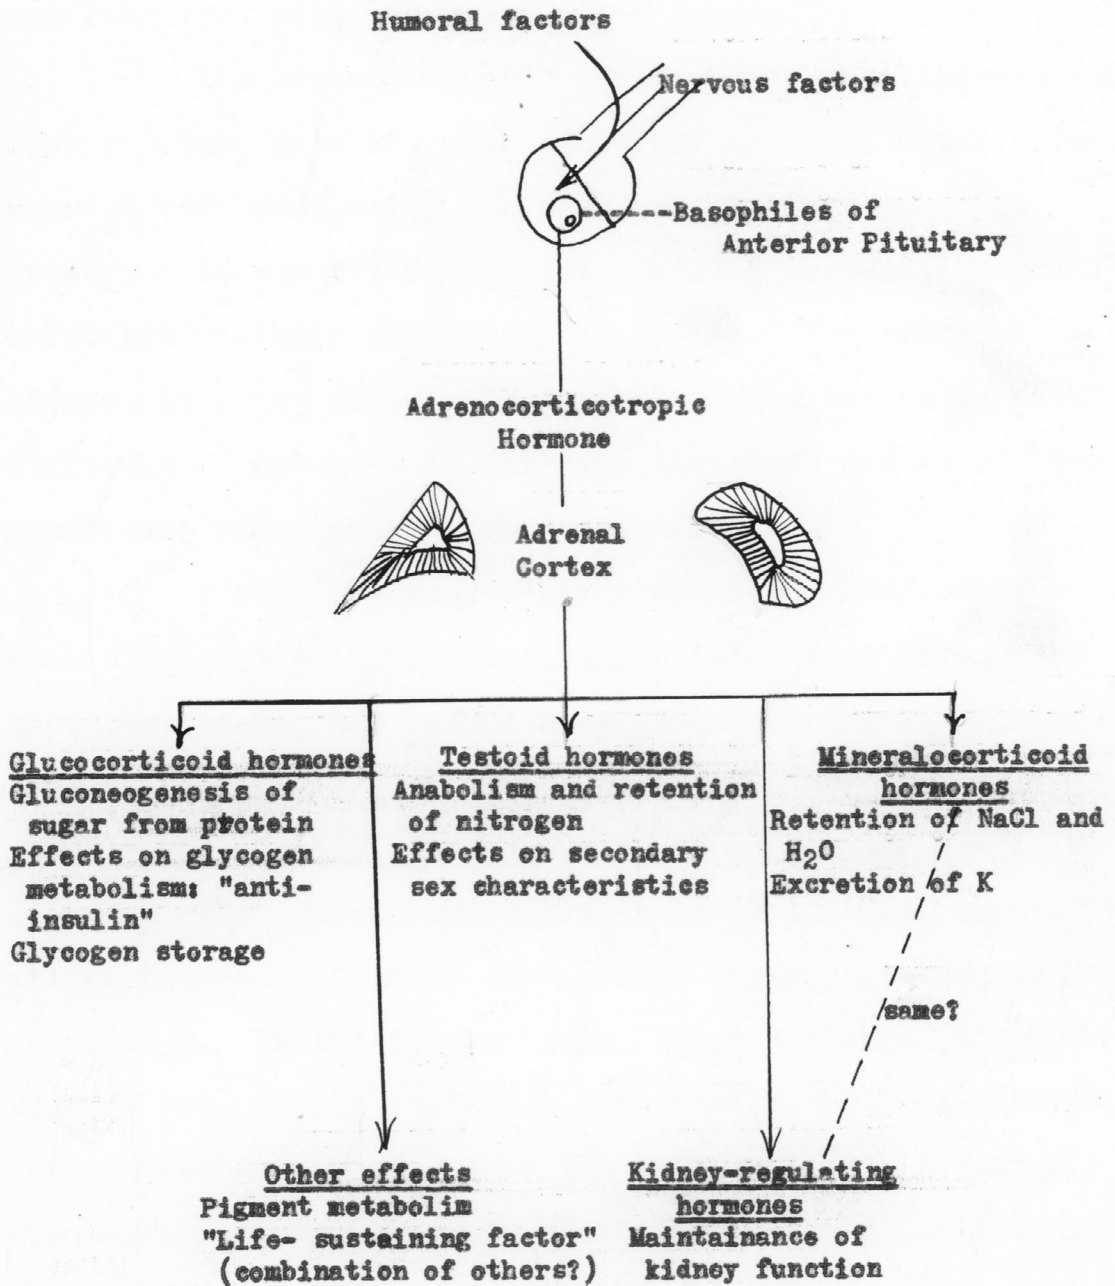 Humoral factors
Nervous factors
Basophiles of
Anterior Pituitary
Adrenocorticotropic
Hormone
Adrenal
Cortex
Glucocorticoid hormones
Gluconeogenesis of
sugar from protein
Effects on glycogen
metabolism: "anti-
insulin"
Glycogen storage
Testoid hormones
Anabolism and retention
of nitrogen
Effects on secondary
sex characteristics
Mineralocorticoid
hormones
Retention of NaCl and
H₂O
Excretion of K
same?
Other effects
Pigment metabolim
"Life- sustaining factor"
(combination of others?)
Kidney-regulating
hormones
Maintainance of
kidney function